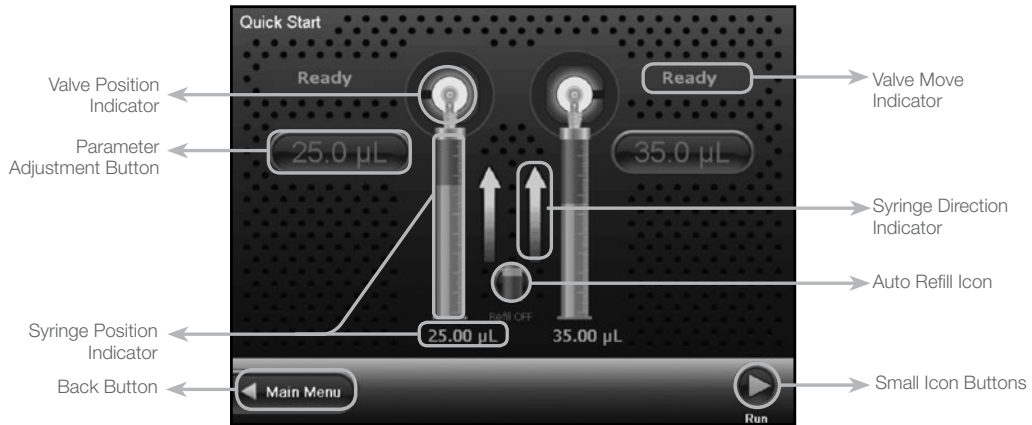 Quick Start
Valve Position
Indicator
Ready
Ready
Valve Move
Indicator
Parameter
Adjustment Button
25.0 µL
35.0 µL
Syringe Direction
Indicator
Auto Refill Icon
Refill OFF
Syringe Position
Indicator
25.00 µL
35.00 µL
Back Button
Main Menu
Small Icon Buttons
Run